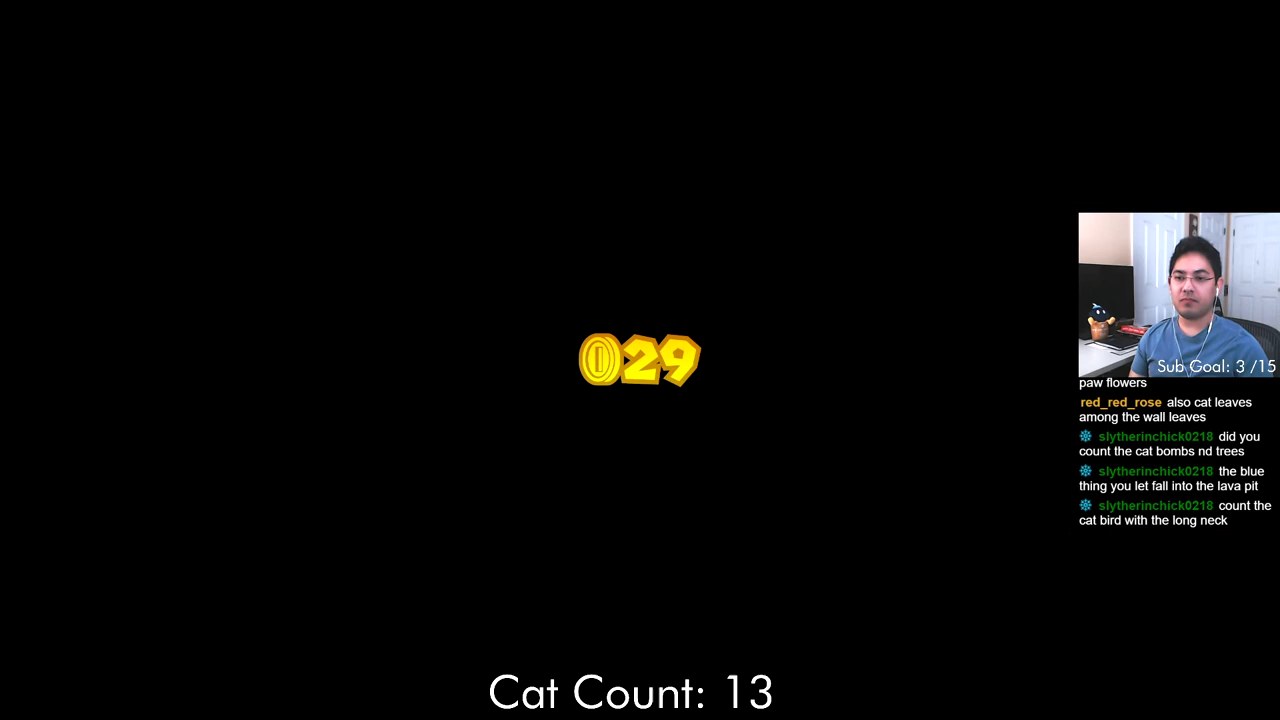 29
Sub Goal: 3 /15
paw flowers
red_red_rose also cat leaves
among the wall leaves
slytherinchick0218 did you
count the cat bombs nd trees
slytherinchick0218 the blue
thing you let fall into the lava pit
slytherinchick0218 count the
cat bird with the long neck
Cat Count: 13